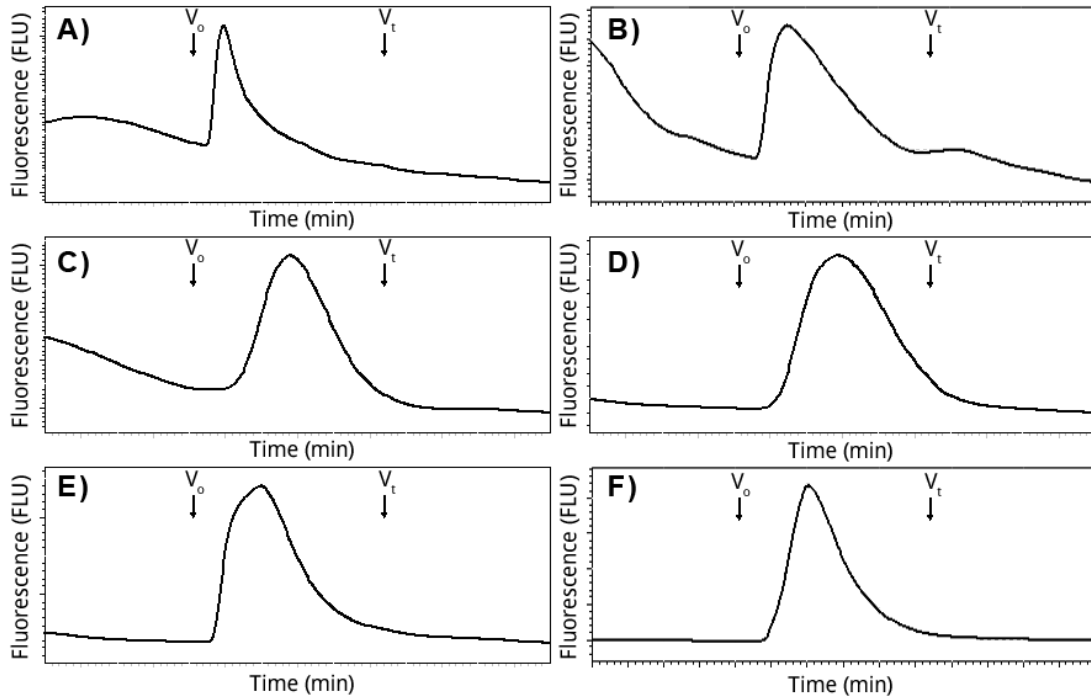 A) Vo Vt
Fluorescence (FLU)
Time (min)
B) Vo Vt
Fluorescence (FLU)
Time (min)
C) Vo Vt
Fluorescence (FLU)
Time (min)
D) Vo Vt
Fluorescence (FLU)
Time (min)
E) Vo Vt
Fluorescence (FLU)
Time (min)
F) Vo Vt
Fluorescence (FLU)
Time (min)